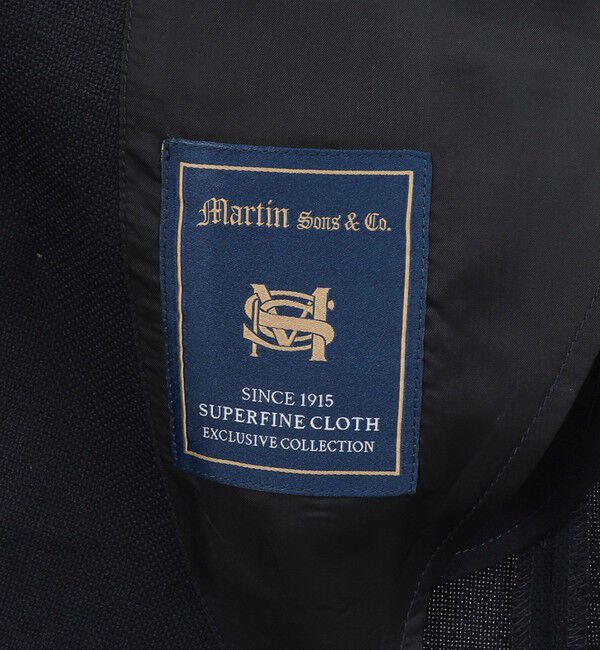 Martin Sons & Co.
SINCE 1915
SUPERFINE CLOTH
EXCLUSIVE COLLECTION